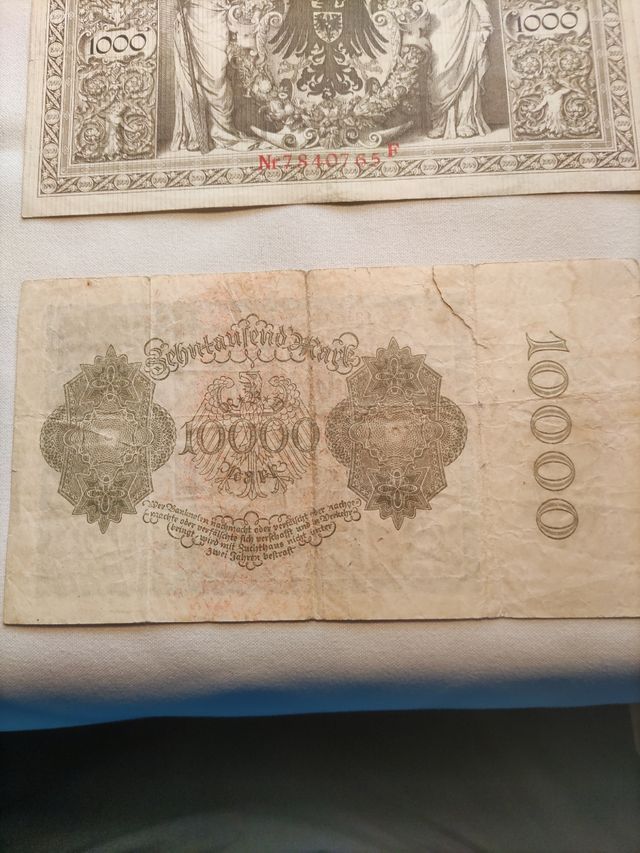 1000 1000
Nr 7840765 F
Zehntausend Mark
10000
Mark
Wer Banknoten nachmacht oder verfälscht oder nachge-
machte oder verfälschte sich verschafft und in Verkehr
bringt, wird mit Zuchthaus nicht unter
zwei Jahren bestraft
10000